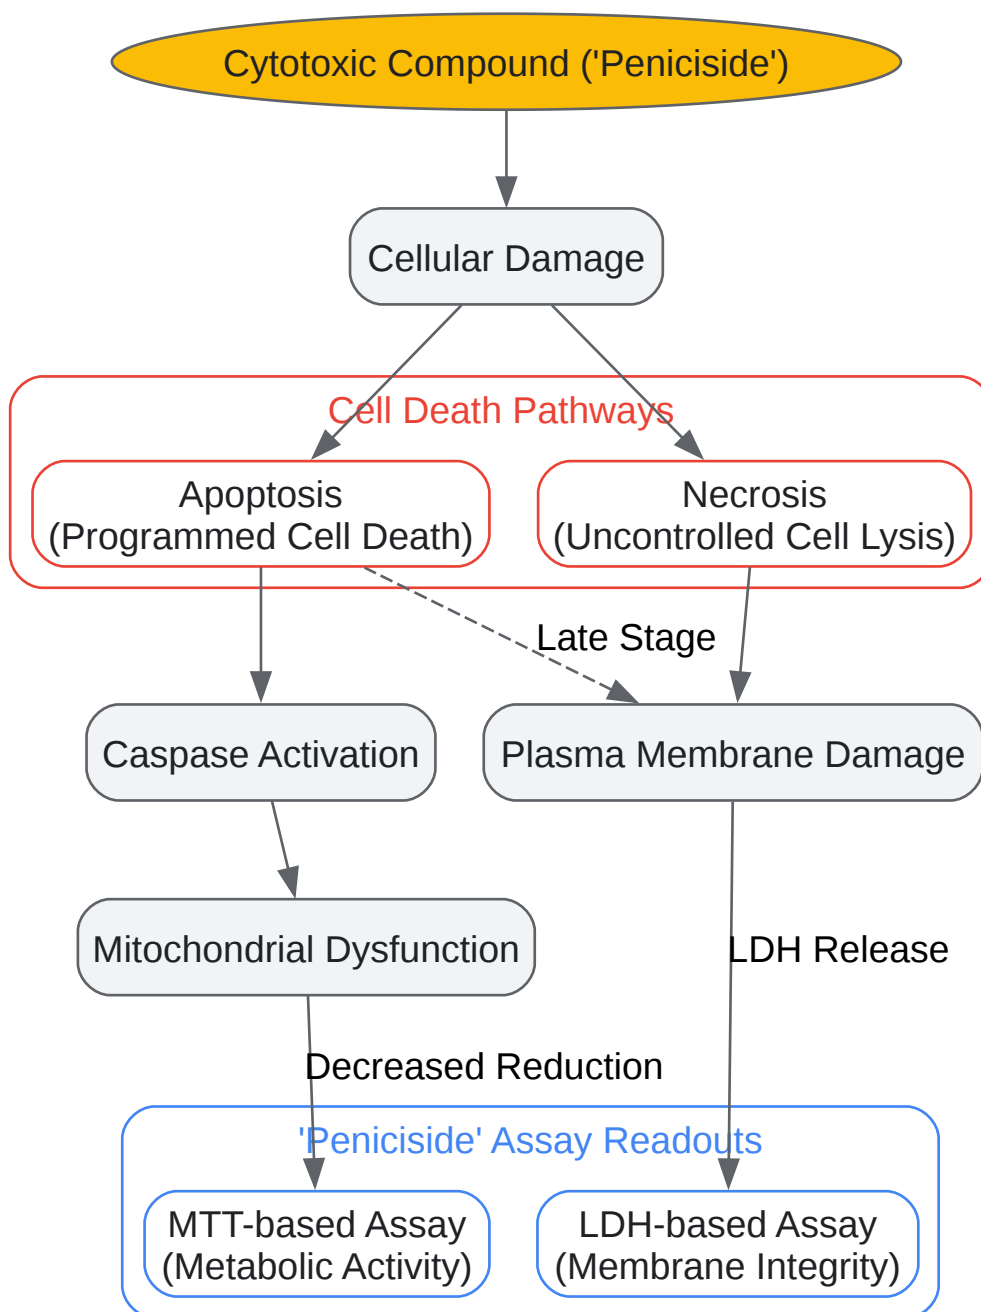 Cytotoxic Compound ('Peniciside')
Cellular Damage
Cell Death Pathways
Apoptosis
(Programmed Cell Death)
Necrosis
(Uncontrolled Cell Lysis)
Late Stage
Caspase Activation
Plasma Membrane Damage
Mitochondrial Dysfunction
LDH Release
Decreased Reduction
'Peniciside' Assay Readouts
MTT-based Assay
(Metabolic Activity)
LDH-based Assay
(Membrane Integrity)